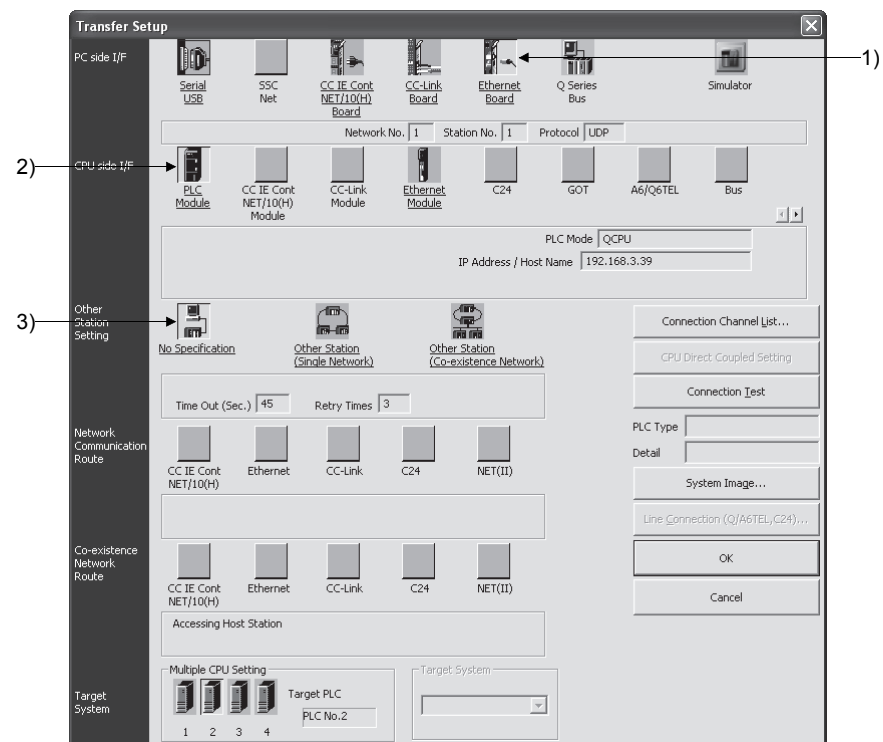 Transfer Setup
1)
PC side I/F
Serial
USB
SSC
Net
CC IE Cont
NET/10(H)
Board
CC-Link
Board
Ethernet
Board
Q Series
Bus
Simulator
Network No. 1 Station No. 1 Protocol UDP
2)
CPU side I/F
PLC
Module
CC IE Cont
NET/10(H)
Module
CC-Link
Module
Ethernet
Module
C24
GOT
A6/Q6TEL
Bus
PLC Mode QCPU
IP Address / Host Name 192.168.3.39
3)
Other
Station
Setting
No Specification
Other Station
(Single Network)
Other Station
(Co-existence Network)
Time Out (Sec.) 45 Retry Times 3
Connection Channel List...
CPU Direct Coupled Setting
Connection Test
PLC Type
Detail
System Image...
Line Connection (Q/A6TEL,C24)...
OK
Cancel
Network
Communication
Route
CC IE Cont
NET/10(H)
Ethernet
CC-Link
C24
NET(II)
Co-existence
Network
Route
CC IE Cont
NET/10(H)
Ethernet
CC-Link
C24
NET(II)
Accessing Host Station
Target
System
Multiple CPU Setting
1 2 3 4
Target PLC
PLC No.2
Target System